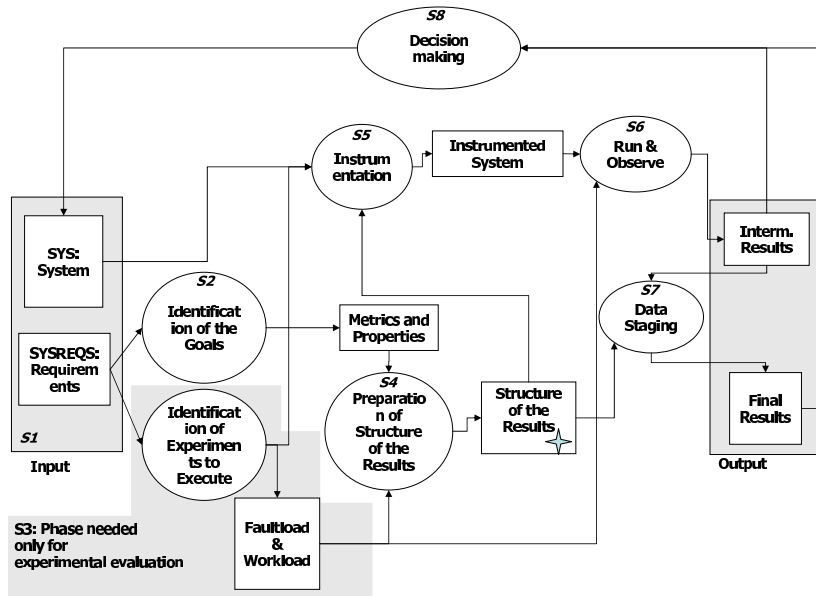 S8
Decision
making
S5
Instrum
entation
Instrumented
System
S6
Run &
Observe
SYS:
System
Interm.
Results
S2
Identificat
ion of the
Goals
S7
Data
Staging
Metrics and
Properties
SYSREQS:
Requirem
ents
S1
Input
Identificat
ion of
Experimen
ts to
Execute
S4
Preparatio
n of
Structure
of the
Results
Structure
of the
Results
Final
Results
Output
S3: Phase needed
only for
experimental evaluation
Faultload
&
Workload